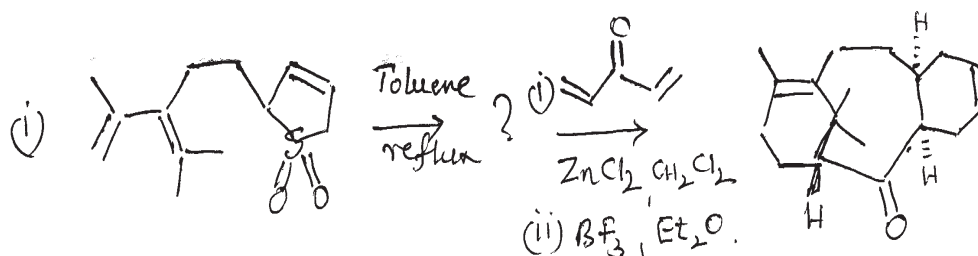 i)
S
O O
Toluene
reflux
?
i)
O
ZnCl2, CH2Cl2
(ii) BF3, Et2O.
H
H
H
O